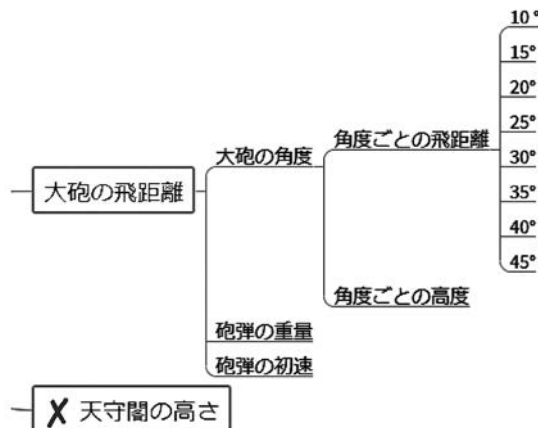 10°
15°
20°
25°
30°
35°
40°
45°
角度ごとの飛距離
大砲の角度
大砲の飛距離
角度ごとの高度
砲弾の重量
砲弾の初速
✗ 天守閣の高さ